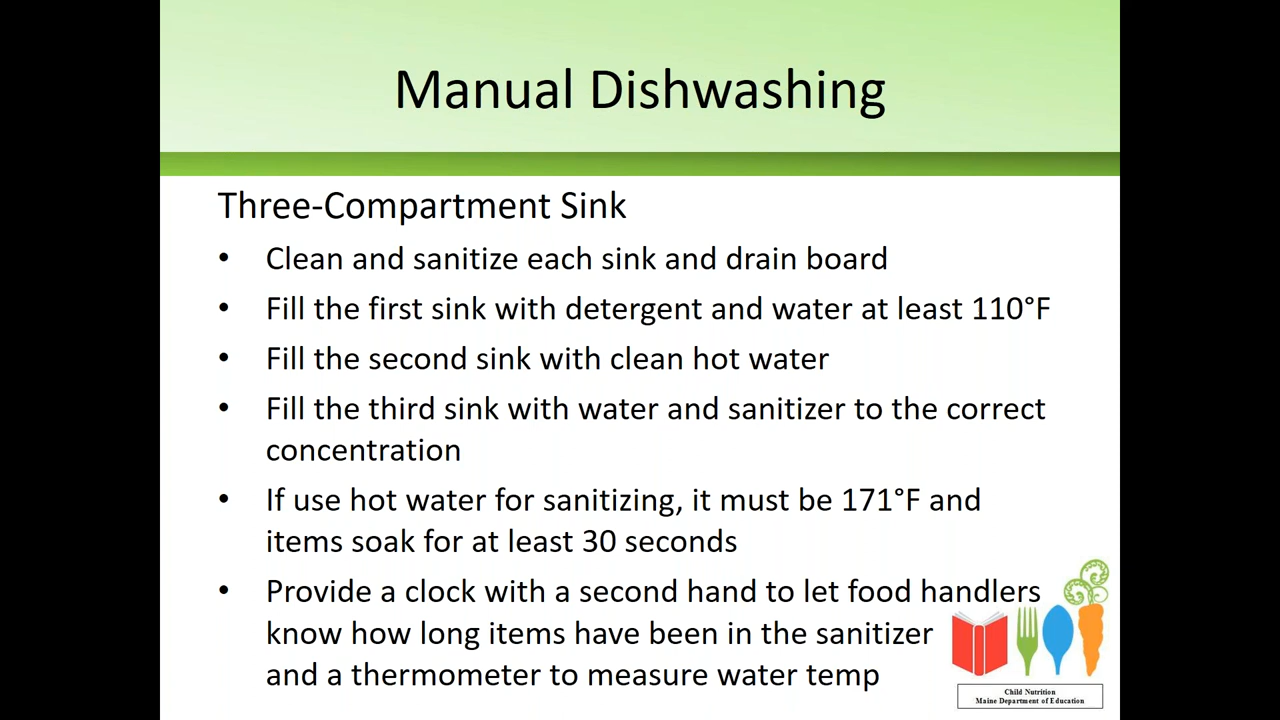 Manual Dishwashing
Three-Compartment Sink
• Clean and sanitize each sink and drain board
• Fill the first sink with detergent and water at least 110°F
• Fill the second sink with clean hot water
• Fill the third sink with water and sanitizer to the correct
concentration
• If use hot water for sanitizing, it must be 171°F and
items soak for at least 30 seconds
• Provide a clock with a second hand to let food handlers
know how long items have been in the sanitizer
and a thermometer to measure water temp
Child Nutrition
Maine Department of Education